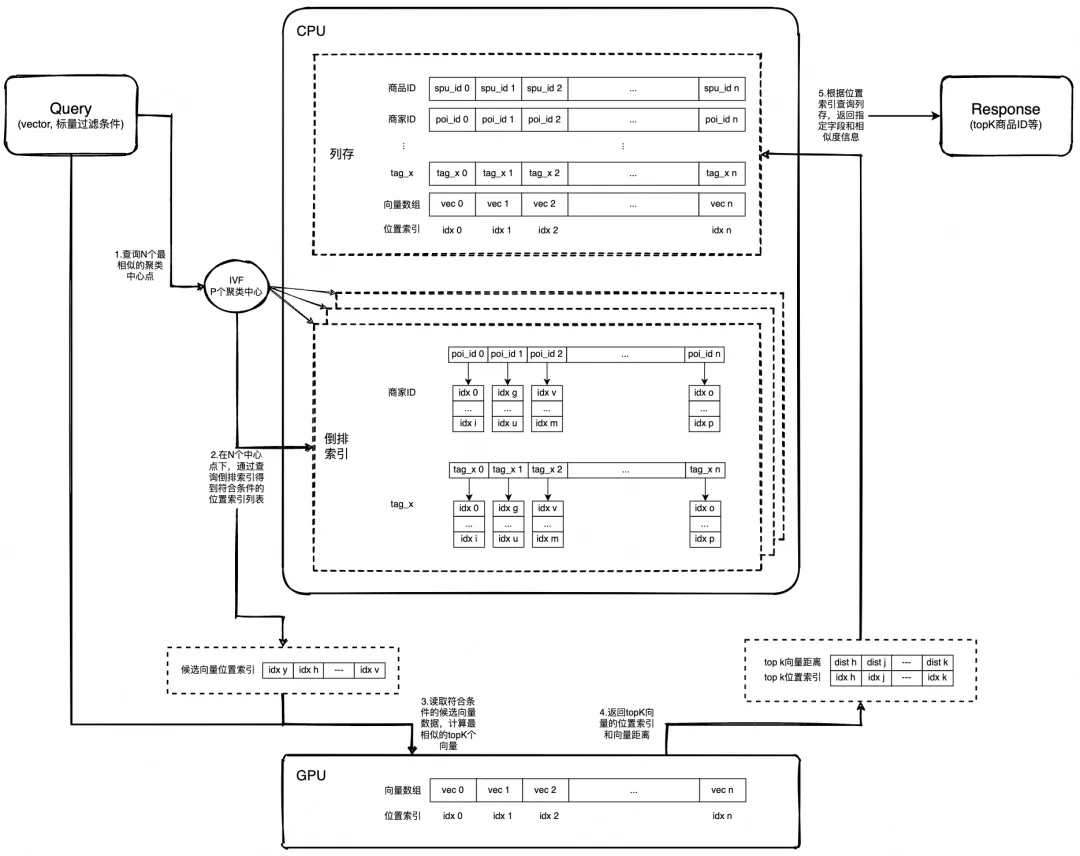 CPU
Query
(vector, 标量过滤条件)
列存
商品ID spu_id 0 spu_id 1 spu_id 2 ... spu_id n
商家ID poi_id 0 poi_id 1 poi_id 2 ... poi_id n
⋮ ⋮
tag_x tag_x 0 tag_x 1 tag_x 2 ... tag_x n
向量数组 vec 0 vec 1 vec 2 ... vec n
位置索引 idx 0 idx 1 idx 2 idx n
5.根据位置
索引查询列
存，返回指
定字段和相
似度信息
Response
(topK商品ID等)
1.查询N个最
相似的聚类
中心点
IVF
P个聚类中心
倒排
索引
poi_id 0 poi_id 1 poi_id 2 ... poi_id n
商家ID
idx 0 idx g idx v idx o
... ... ... ...
idx i idx u idx m idx p
tag_x 0 tag_x 1 tag_x 2 ... tag_x n
tag_x
idx 0 idx g idx v idx o
... ... ... ...
idx i idx u idx m idx p
2.在N个中心
点下，通过查
询倒排索引得
到符合条件的
位置索引列表
候选向量位置索引 idx y idx h --- idx v
3.读取符合条
件的候选向量
数据，计算最
相似的topK个
向量
4.返回topK向
量的位置索引
和向量距离
top k向量距离 dist h dist j --- dist k
top k位置索引 idx h idx j --- idx k
GPU
向量数组 vec 0 vec 1 vec 2 ... vec n
位置索引 idx 0 idx 1 idx 2 idx n